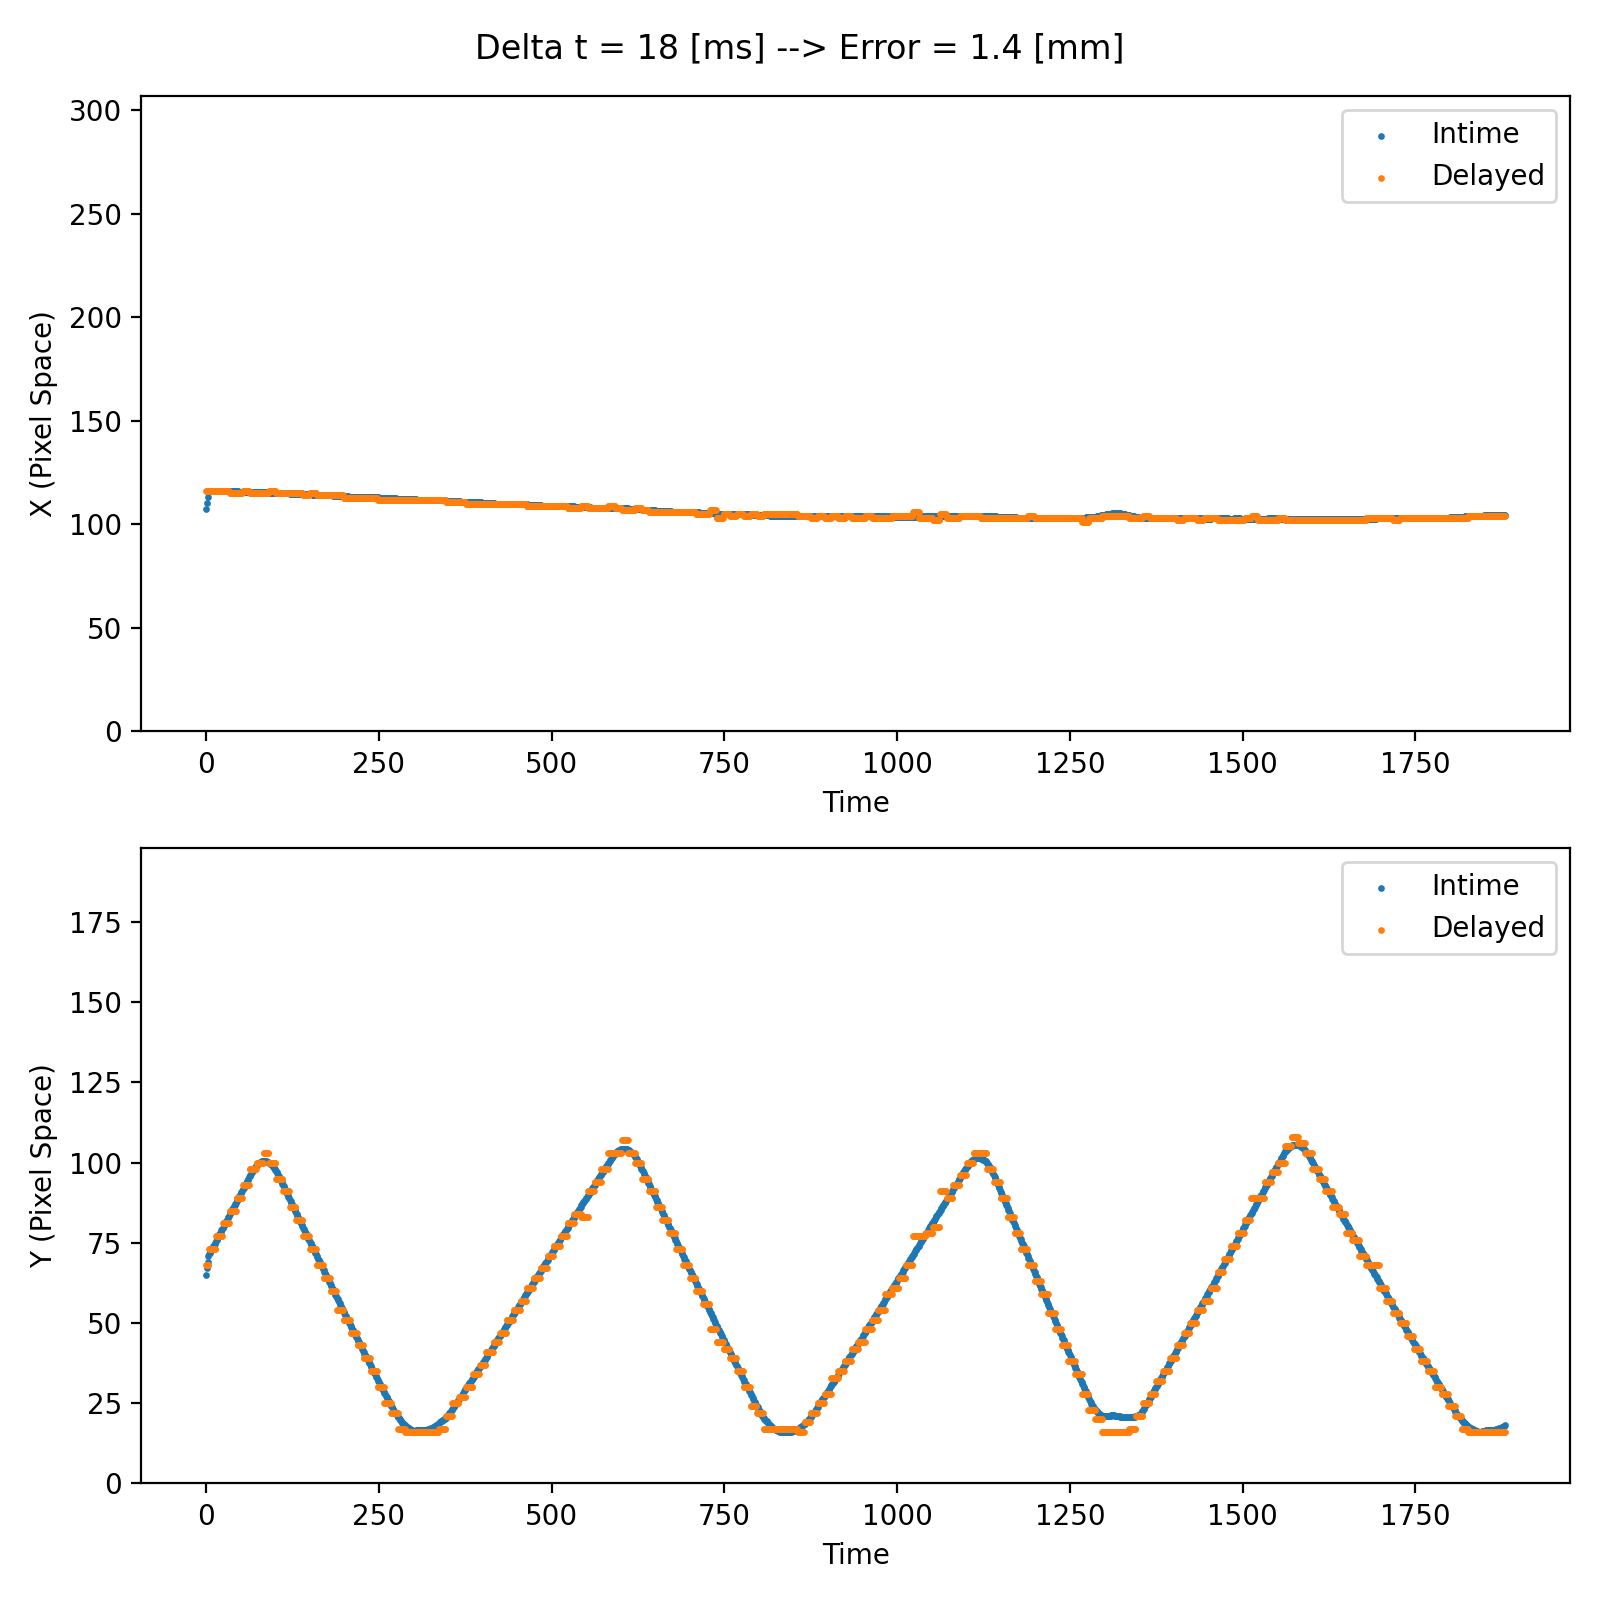 Delta t = 18 [ms] --> Error = 1.4 [mm]
300
250
200
150
100
50
0
X (Pixel Space)
Intime
Delayed
0 250 500 750 1000 1250 1500 1750
Time
175
150
125
100
75
50
25
0
Y (Pixel Space)
Intime
Delayed
0 250 500 750 1000 1250 1500 1750
Time